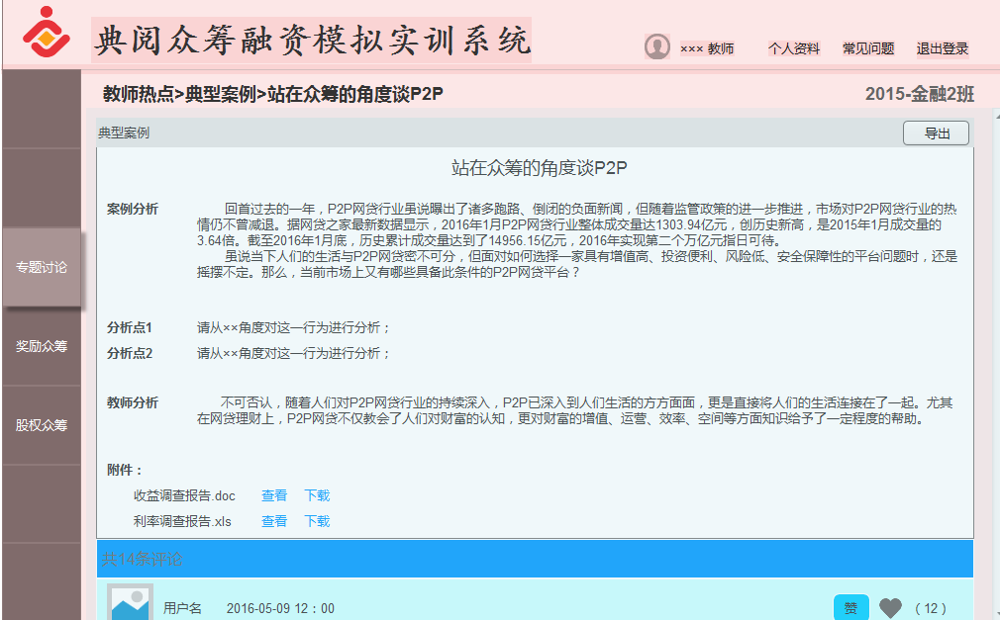 典阅众筹融资模拟实训系统
××× 教师 个人资料 常见问题 退出登录
教师热点>典型案例>站在众筹的角度谈P2P 2015-金融2班
典型案例 导出
站在众筹的角度谈P2P
案例分析 回首过去的一年，P2P网贷行业虽说曝出了诸多跑路、倒闭的负面新闻，但随着监管政策的进一步推进，市场对P2P网贷行业的热
情仍不曾减退。据网贷之家最新数据显示，2016年1月P2P网贷行业整体成交量达1303.94亿元，创历史新高，是2015年1月成交量的
3.64倍。截至2016年1月底，历史累计成交量达到了14956.15亿元，2016年实现第二个万亿元指日可待。
虽说当下人们的生活与P2P网贷密不可分，但面对如何选择一家具有增值高、投资便利、风险低、安全保障性的平台问题时，还是
摇摆不定。那么，当前市场上又有哪些具备此条件的P2P网贷平台？
专题讨论
分析点1 请从××角度对这一行为进行分析；
奖励众筹
分析点2 请从××角度对这一行为进行分析；
教师分析 不可否认，随着人们对P2P网贷行业的持续深入，P2P已深入到人们生活的方方面面，更是直接将人们的生活连接在了一起。尤其
在网贷理财上，P2P网贷不仅教会了人们对财富的认知，更对财富的增值、运营、效率、空间等方面知识给予了一定程度的帮助。
股权众筹
附件：
收益调查报告.doc 查看 下载
利率调查报告.xls 查看 下载
共14条评论
用户名 2016-05-09 12：00 赞 （12）